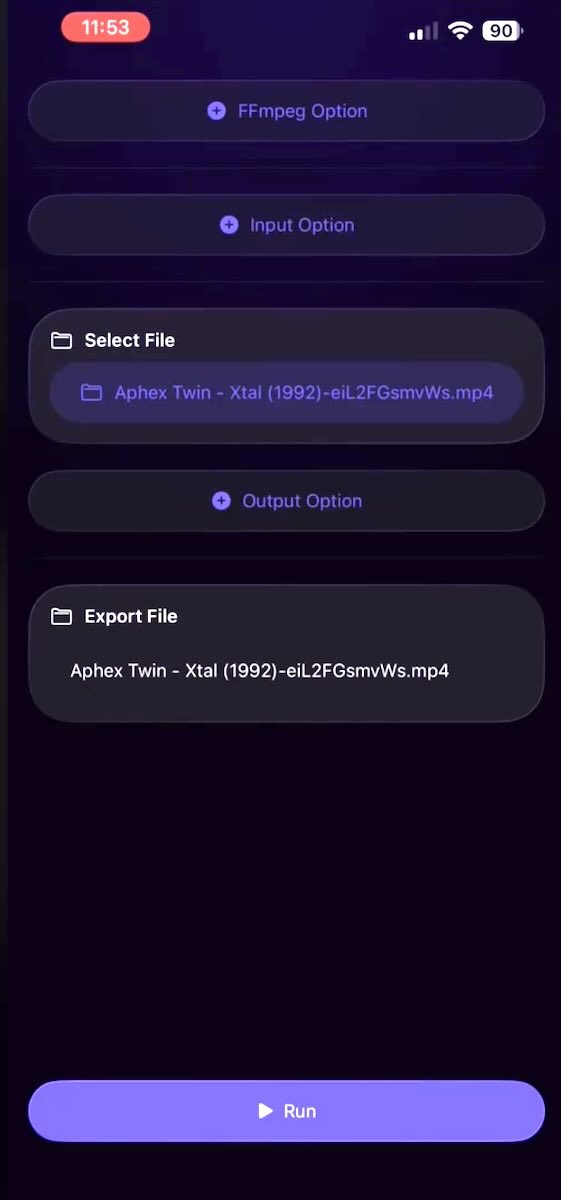 11:53
90
FFmpeg Option
Input Option
Select File
Aphex Twin - Xtal (1992)-eiL2FGsmvWs.mp4
Output Option
Export File
Aphex Twin - Xtal (1992)-eiL2FGsmvWs.mp4
Run